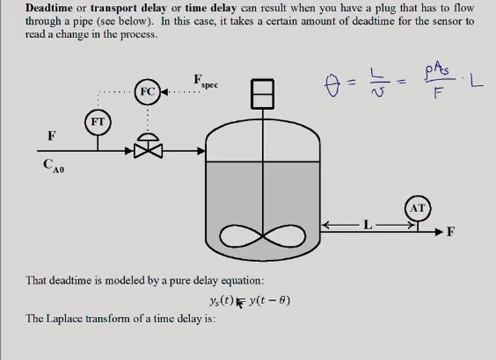 Deadtime or transport delay or time delay can result when you have a plug that has to flow
through a pipe (see below). In this case, it takes a certain amount of deadtime for the sensor to
read a change in the process.
F_spec
FC
θ = L/v = ρA_s/F · L
FT
F
C_A0
AT
L
F
That deadtime is modeled by a pure delay equation:
y_s(t) = y(t − θ)
The Laplace transform of a time delay is: